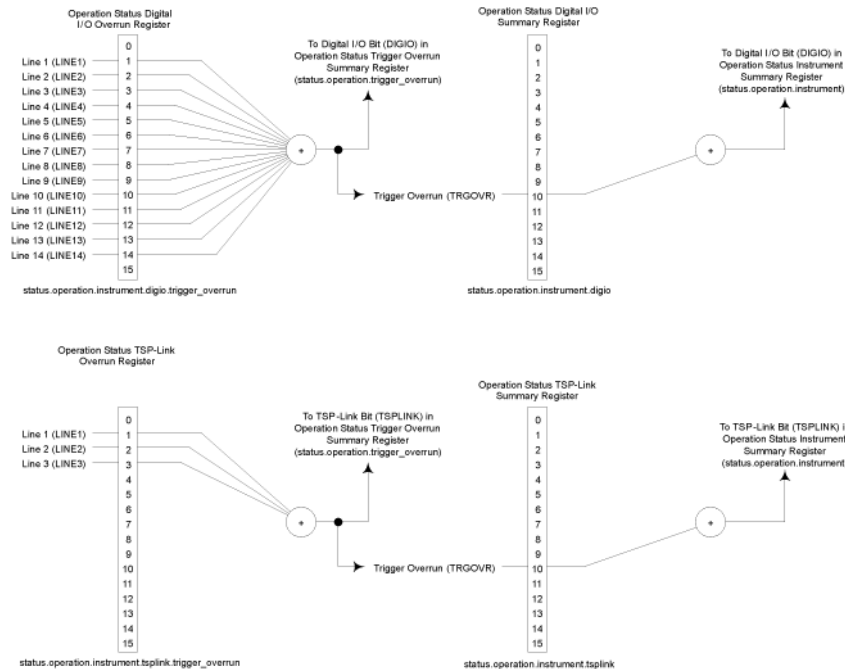 Operation Status Digital
I/O Overrun Register
0
Line 1 (LINE1) 1
Line 2 (LINE2) 2
Line 3 (LINE3) 3
Line 4 (LINE4) 4
Line 5 (LINE5) 5
Line 6 (LINE6) 6
Line 7 (LINE7) 7
Line 8 (LINE8) 8
Line 9 (LINE9) 9
Line 10 (LINE10) 10
Line 11 (LINE11) 11
Line 12 (LINE12) 12
Line 13 (LINE13) 13
Line 14 (LINE14) 14
15
status.operation.instrument.digio.trigger_overrun
+
To Digital I/O Bit (DIGIO) in
Operation Status Trigger Overrun
Summary Register
(status.operation.trigger_overrun)
Trigger Overrun (TRGOVR)
Operation Status Digital I/O
Summary Register
0
1
2
3
4
5
6
7
8
9
10
11
12
13
14
15
status.operation.instrument.digio
+
To Digital I/O Bit (DIGIO) in
Operation Status Instrument
Summary Register
(status.operation.instrument)
Operation Status TSP-Link
Overrun Register
0
Line 1 (LINE1) 1
Line 2 (LINE2) 2
Line 3 (LINE3) 3
4
5
6
7
8
9
10
11
12
13
14
15
status.operation.instrument.tsplink.trigger_overrun
+
To TSP-Link Bit (TSPLINK) in
Operation Status Trigger Overrun
Summary Register
(status.operation.trigger_overrun)
Trigger Overrun (TRGOVR)
Operation Status TSP-Link
Summary Register
0
1
2
3
4
5
6
7
8
9
10
11
12
13
14
15
status.operation.instrument.tsplink
+
To TSP-Link Bit (TSPLINK) i
Operation Status Instrument
Summary Register
(status.operation.instrument